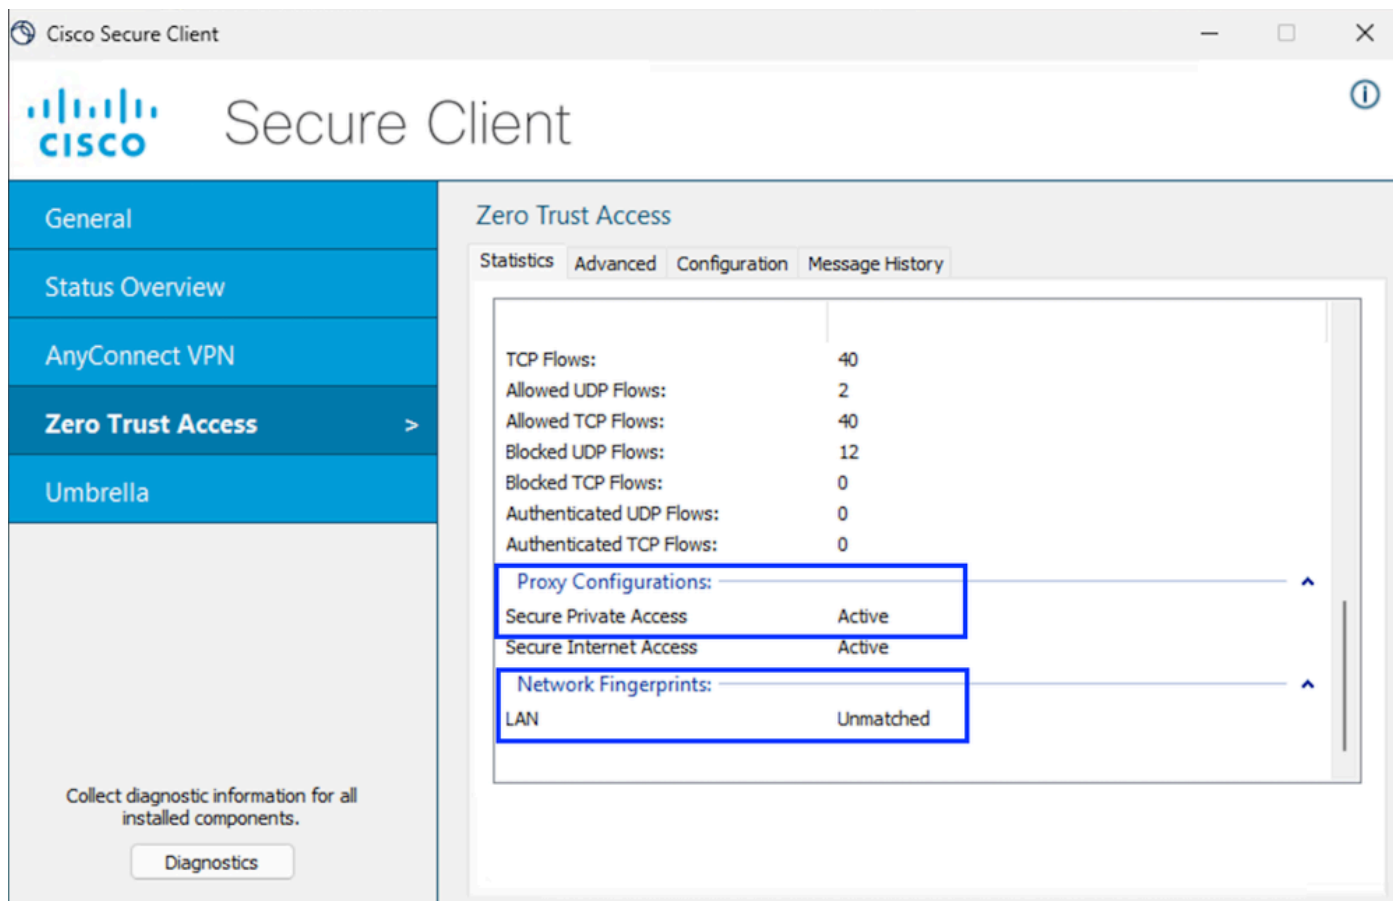 Cisco Secure Client
CISCO
Secure Client
General
Status Overview
AnyConnect VPN
Zero Trust Access >
Umbrella
Collect diagnostic information for all
installed components.
Diagnostics
Zero Trust Access
Statistics Advanced Configuration Message History
TCP Flows: 40
Allowed UDP Flows: 2
Allowed TCP Flows: 40
Blocked UDP Flows: 12
Blocked TCP Flows: 0
Authenticated UDP Flows: 0
Authenticated TCP Flows: 0
Proxy Configurations:
Secure Private Access Active
Secure Internet Access Active
Network Fingerprints:
LAN Unmatched